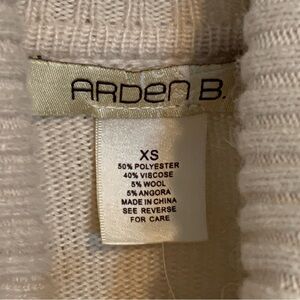 ARDEN B.
XS
50% POLYESTER
40% VISCOSE
5% WOOL
5% ANGORA
MADE IN CHINA
SEE REVERSE
FOR CARE